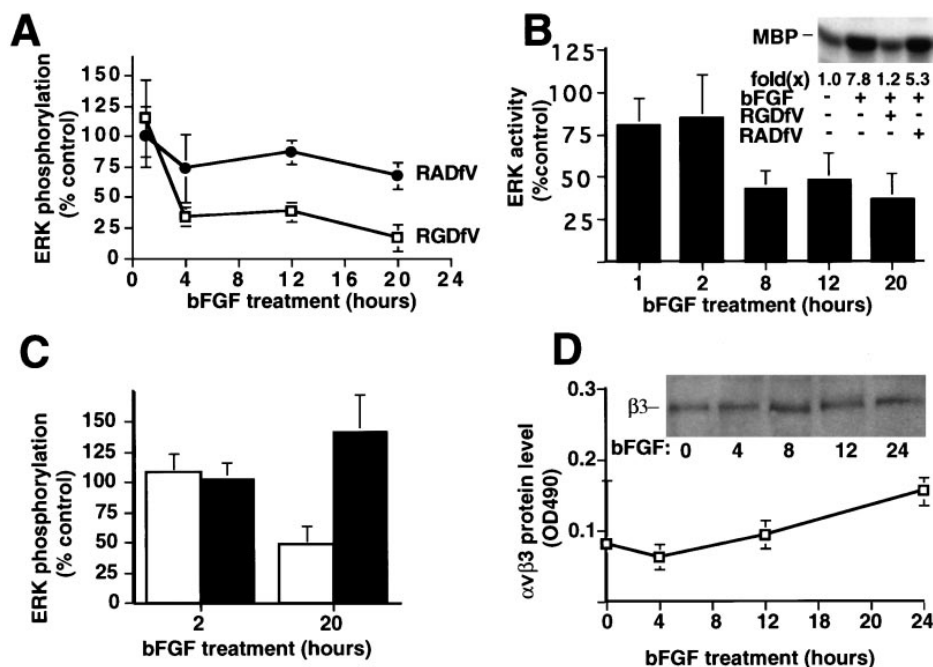 A
ERK phosphorylation
(% control)
150
125
100
75
50
25
0
RADfV
RGDfV
0 4 8 12 16 20 24
bFGF treatment (hours)
B
MBP –
fold(x) 1.0 7.8 1.2 5.3
bFGF - + + +
RGDfV - - + -
RADfV - - - +
ERK activity
(%control)
125
75
50
25
1 2 8 12 20
bFGF treatment (hours)
C
ERK phosphorylation
(% control)
150
125
100
75
50
25
0
2 20
bFGF treatment (hours)
D
β3–
bFGF: 0 4 8 12 24
αvβ3 protein level
(OD490)
0.3
0.2
0.1
0 4 8 12 16 20 24
bFGF treatment (hours)